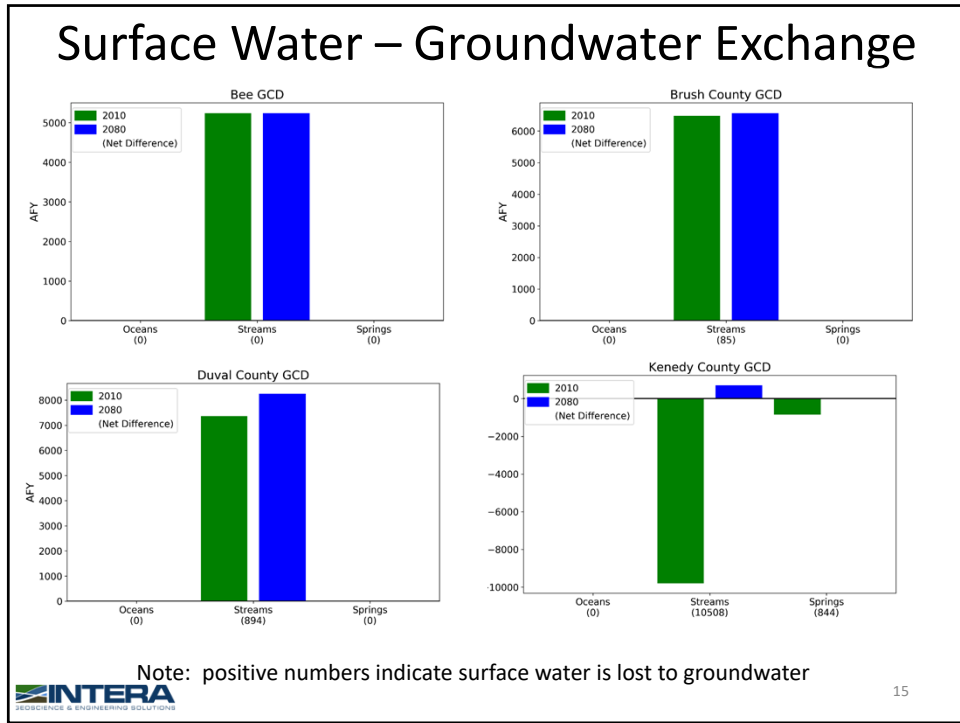 Surface Water – Groundwater Exchange
Bee GCD
2010
2080
(Net Difference)
5000
4000
3000
2000
1000
0
AFY
Oceans
(0)
Streams
(0)
Springs
(0)
Brush County GCD
2010
2080
(Net Difference)
6000
5000
4000
3000
2000
1000
0
AFY
Oceans
(0)
Streams
(85)
Springs
(0)
Duval County GCD
2010
2080
(Net Difference)
8000
7000
6000
5000
4000
3000
2000
1000
0
AFY
Oceans
(0)
Streams
(894)
Springs
(0)
Kenedy County GCD
2010
2080
(Net Difference)
0
−2000
−4000
−6000
−8000
10000
Oceans
(0)
Streams
(10508)
Springs
(844)
Note: positive numbers indicate surface water is lost to groundwater
INTERA
GEOSCIENCE & ENGINEERING SOLUTIONS
15